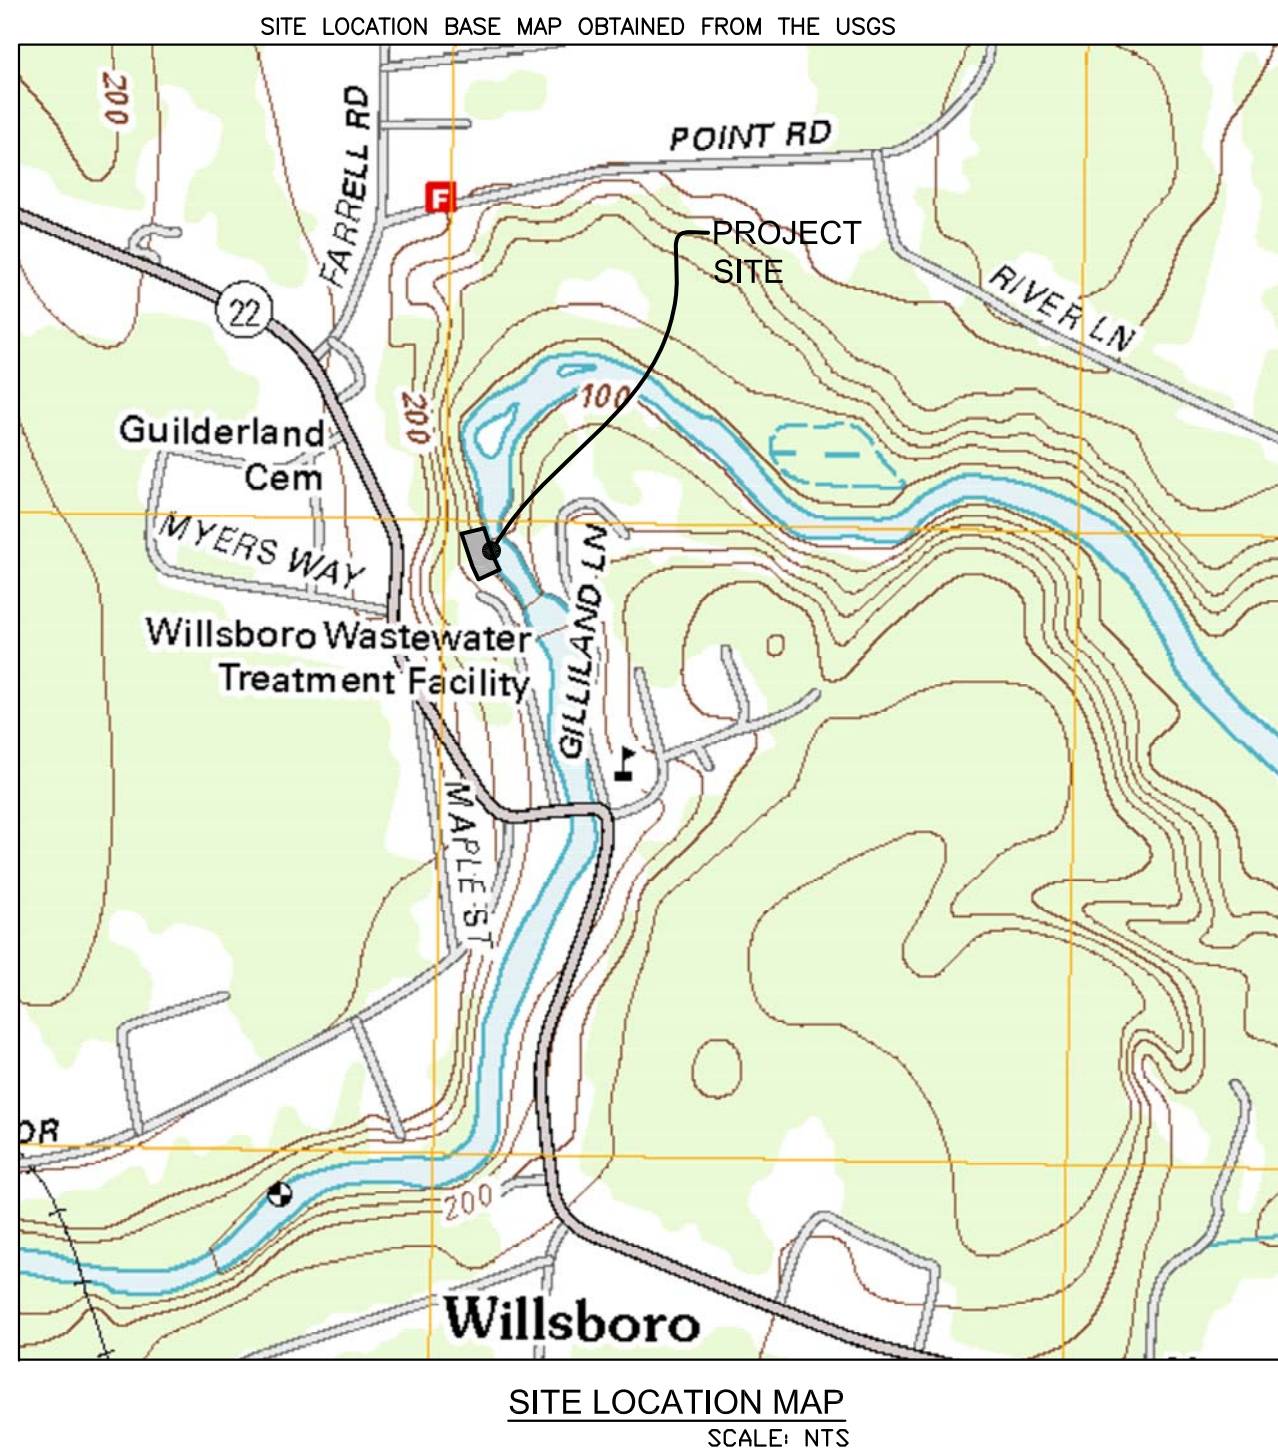 SITE LOCATION BASE MAP OBTAINED FROM THE USGS
200
FARRELL RD
POINT RD
F
PROJECT
SITE
RIVER LN
22
100
200
Guilderland
Cem
MYERS WAY
GILLILAND LN
Willsboro Wastewater
Treatment Facility
MAPLE ST
DR
200
Willsboro
SITE LOCATION MAP
SCALE: NTS